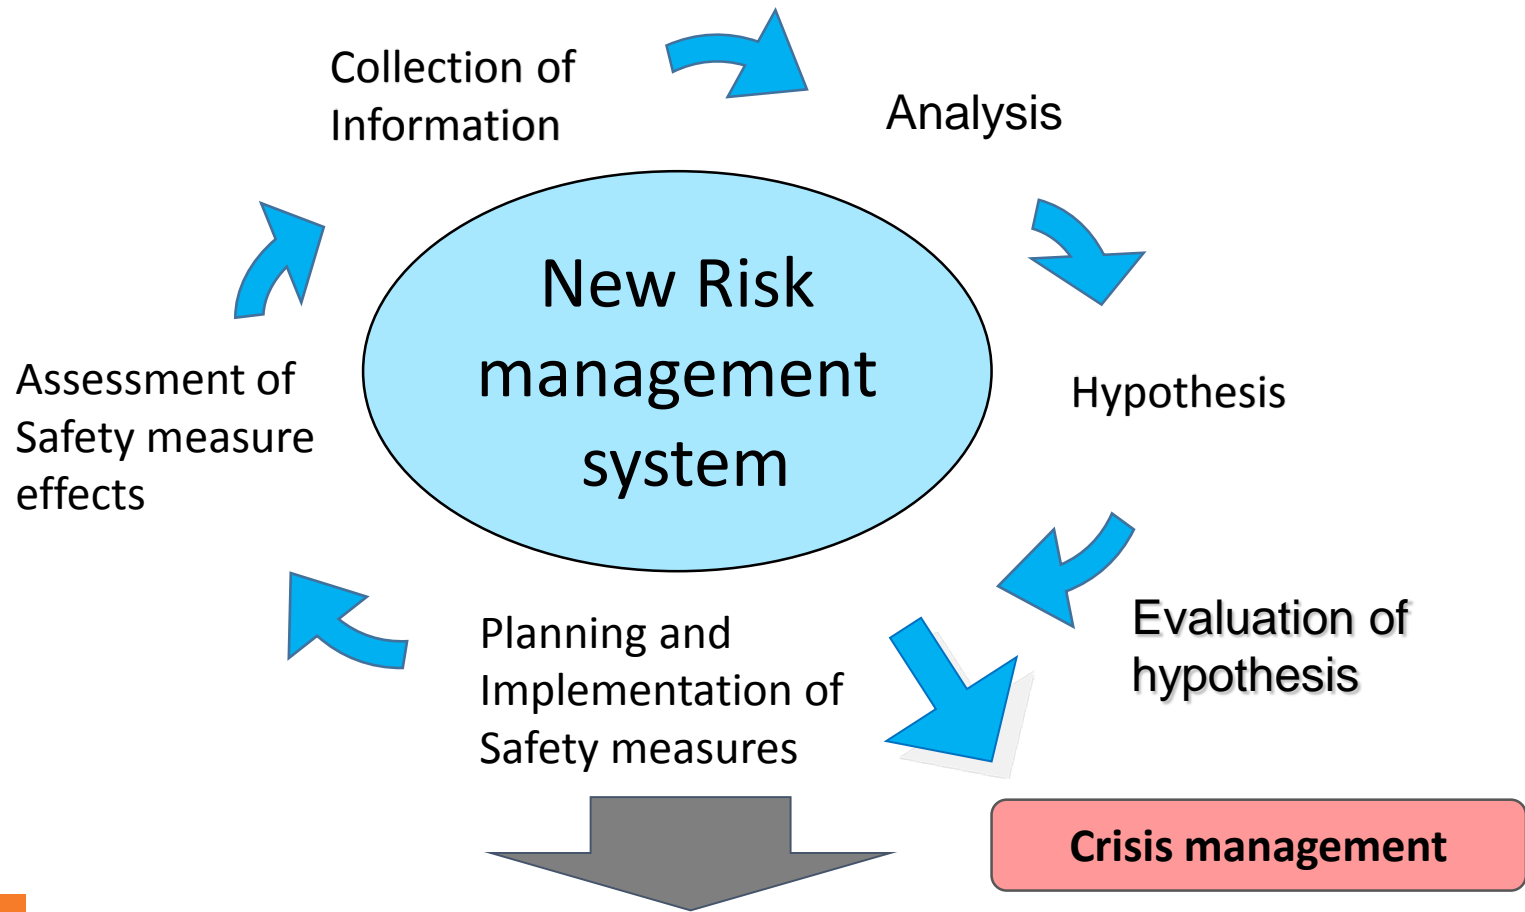 Collection of
Information
Analysis
New Risk
management
system
Hypothesis
Assessment of
Safety measure
effects
Evaluation of
hypothesis
Planning and
Implementation of
Safety measures
Crisis management